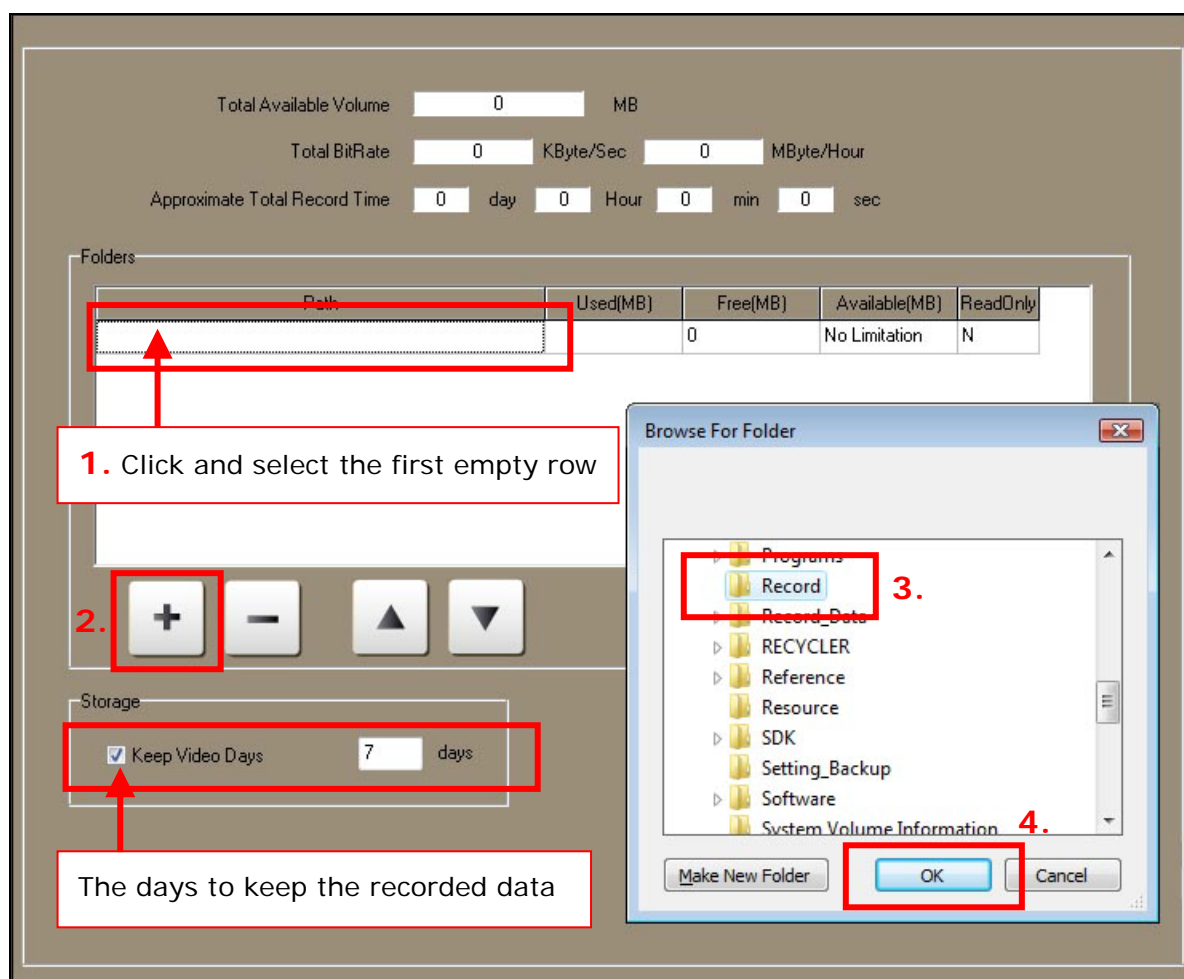 Total Available Volume 0 MB
Total BitRate 0 KByte/Sec 0 MByte/Hour
Approximate Total Record Time 0 day 0 Hour 0 min 0 sec
Folders
Path Used(MB) Free(MB) Available(MB) ReadOnly
0 No Limitation N
1. Click and select the first empty row
2.
Storage
Keep Video Days 7 days
The days to keep the recorded data
Browse For Folder
Programs
Record 3.
Record_Data
RECYCLER
Reference
Resource
SDK
Setting_Backup
Software
System Volume Information 4.
Make New Folder OK Cancel